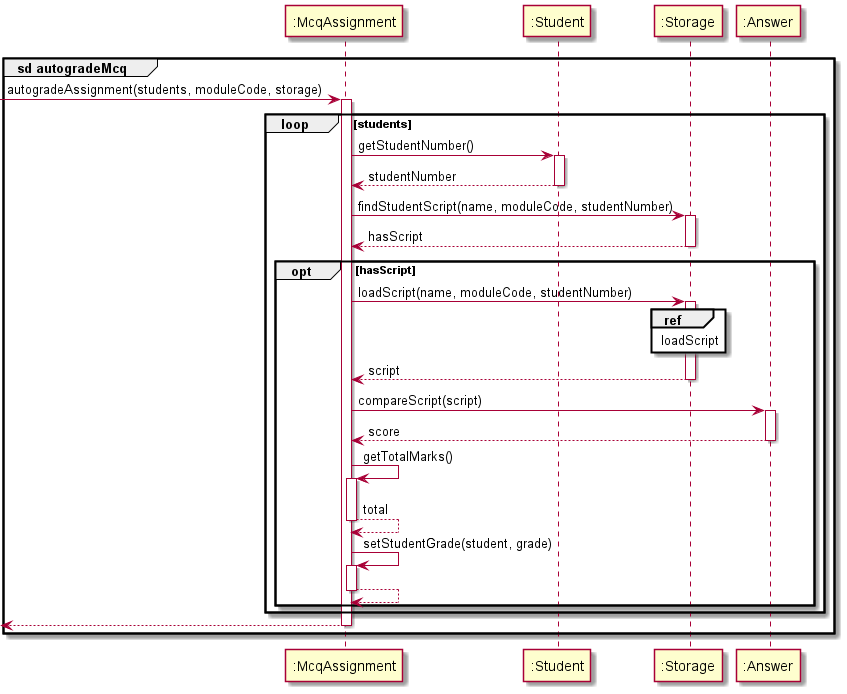 :McqAssignment :Student :Storage :Answer
sd autogradeMcq
autogradeAssignment(students, moduleCode, storage)
loop [students]
getStudentNumber()
studentNumber
findStudentScript(name, moduleCode, studentNumber)
hasScript
opt [hasScript]
loadScript(name, moduleCode, studentNumber)
ref
loadScript
script
compareScript(script)
score
getTotalMarks()
total
setStudentGrade(student, grade)
:McqAssignment :Student :Storage :Answer